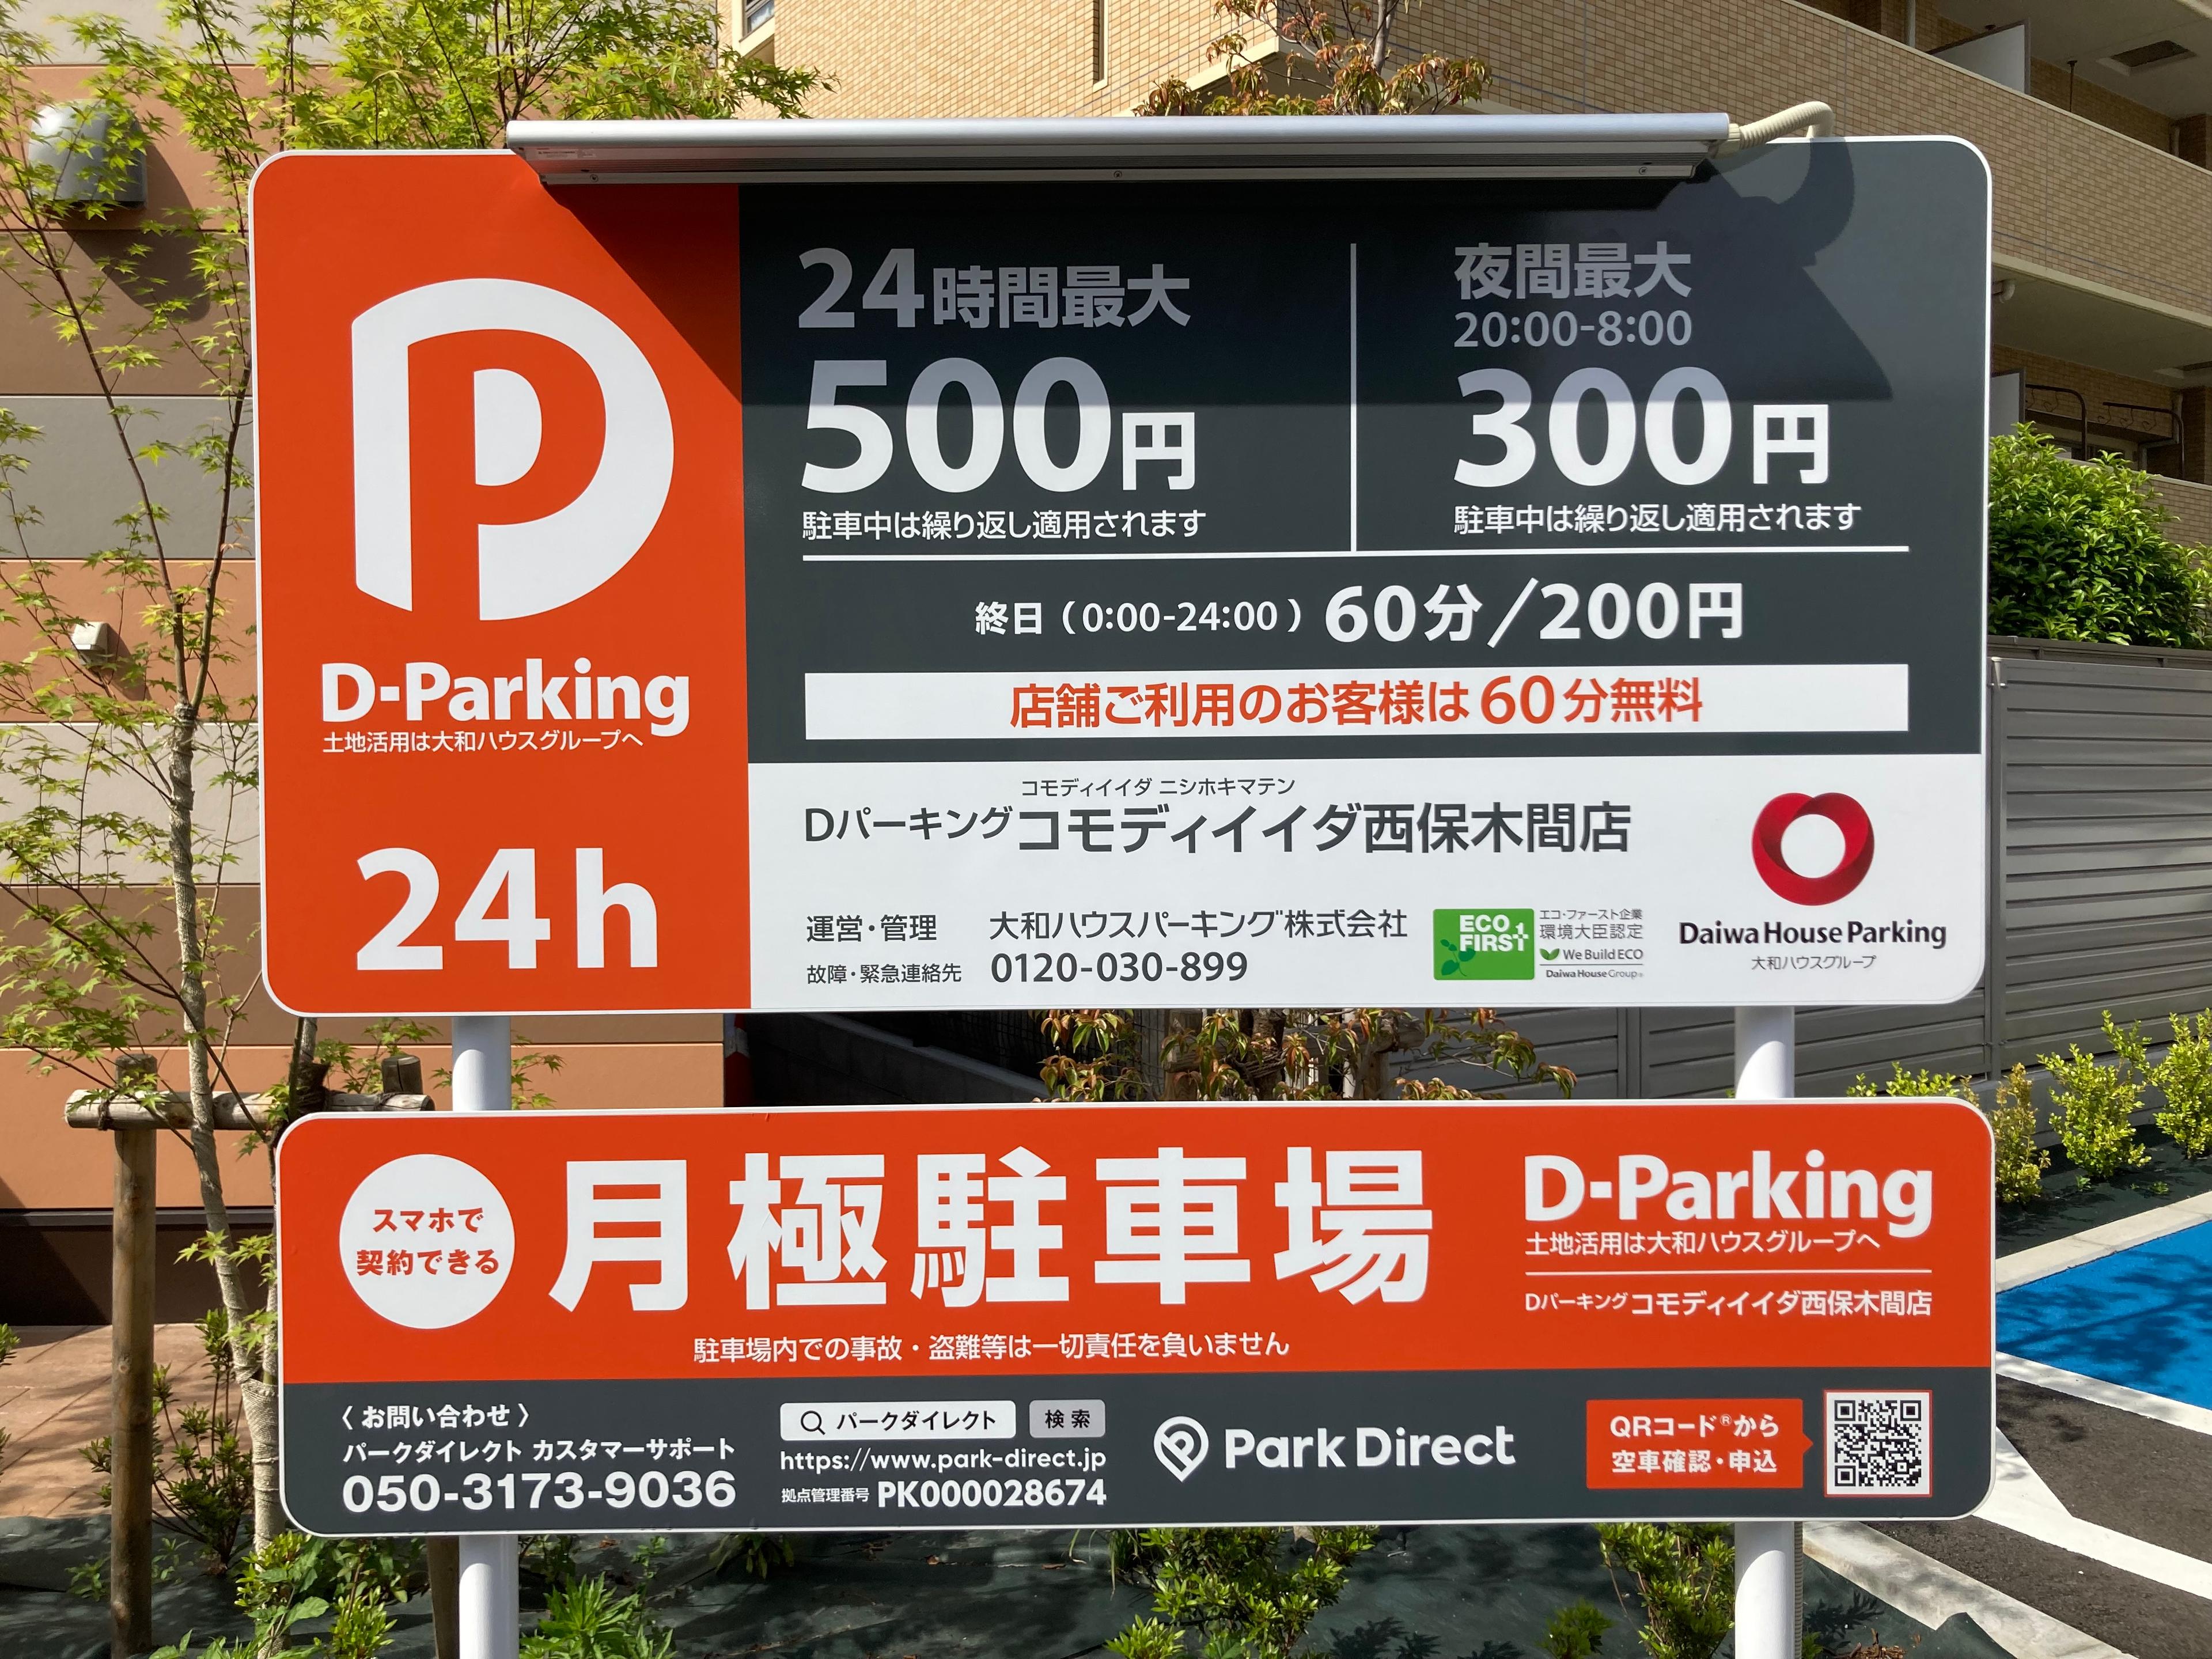 D-Parking
土地活用は大和ハウスグループへ
24h
24時間最大
500円
駐車中は繰り返し適用されます
夜間最大
20:00-8:00
300円
駐車中は繰り返し適用されます
終日（0:00-24:00）60分/200円
店舗ご利用のお客様は60分無料
コモディイイダ ニシホキマテン
Dパーキングコモディイイダ西保木間店
運営・管理 大和ハウスパーキング株式会社
故障・緊急連絡先 0120-030-899
ECO FIRST
エコ・ファースト企業
環境大臣認定
We Build ECO
Daiwa House Group®
Daiwa House Parking
大和ハウスグループ
スマホで
契約できる
月極駐車場
駐車場内での事故・盗難等は一切責任を負いません
D-Parking
土地活用は大和ハウスグループへ
Dパーキングコモディイイダ西保木間店
〈お問い合わせ〉
パークダイレクト カスタマーサポート
050-3173-9036
パークダイレクト 検索
https://www.park-direct.jp
拠点管理番号 PK000028674
Park Direct
QRコード®から
空車確認・申込